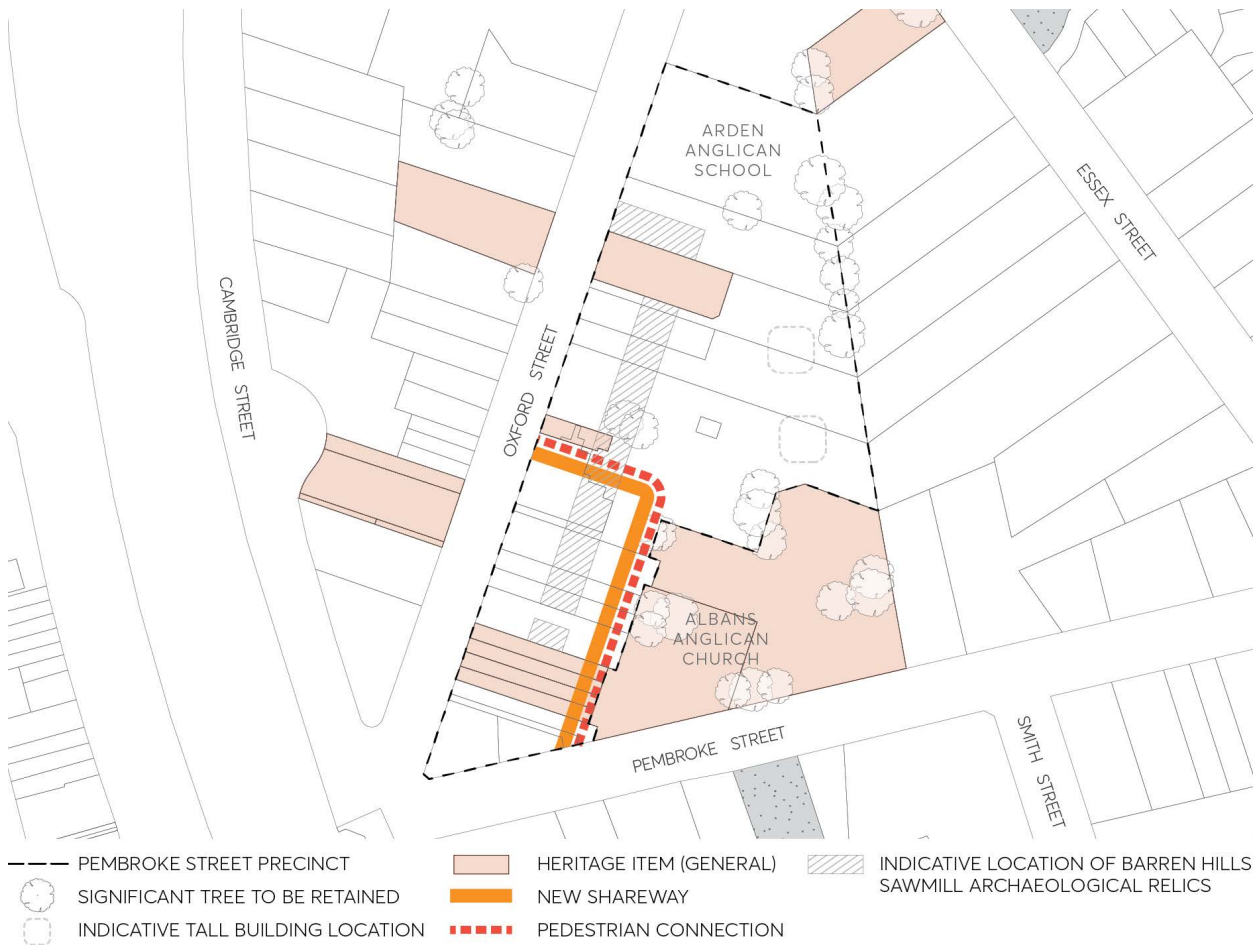 ARDEN
ANGLICAN
SCHOOL
ESSEX STREET
CAMBRIDGE STREET
OXFORD STREET
ALBANS
ANGLICAN
CHURCH
PEMBROKE STREET
SMITH STREET
PEMBROKE STREET PRECINCT
SIGNIFICANT TREE TO BE RETAINED
INDICATIVE TALL BUILDING LOCATION
HERITAGE ITEM (GENERAL)
NEW SHAREWAY
PEDESTRIAN CONNECTION
INDICATIVE LOCATION OF BARREN HILLS
SAWMILL ARCHAEOLOGICAL RELICS